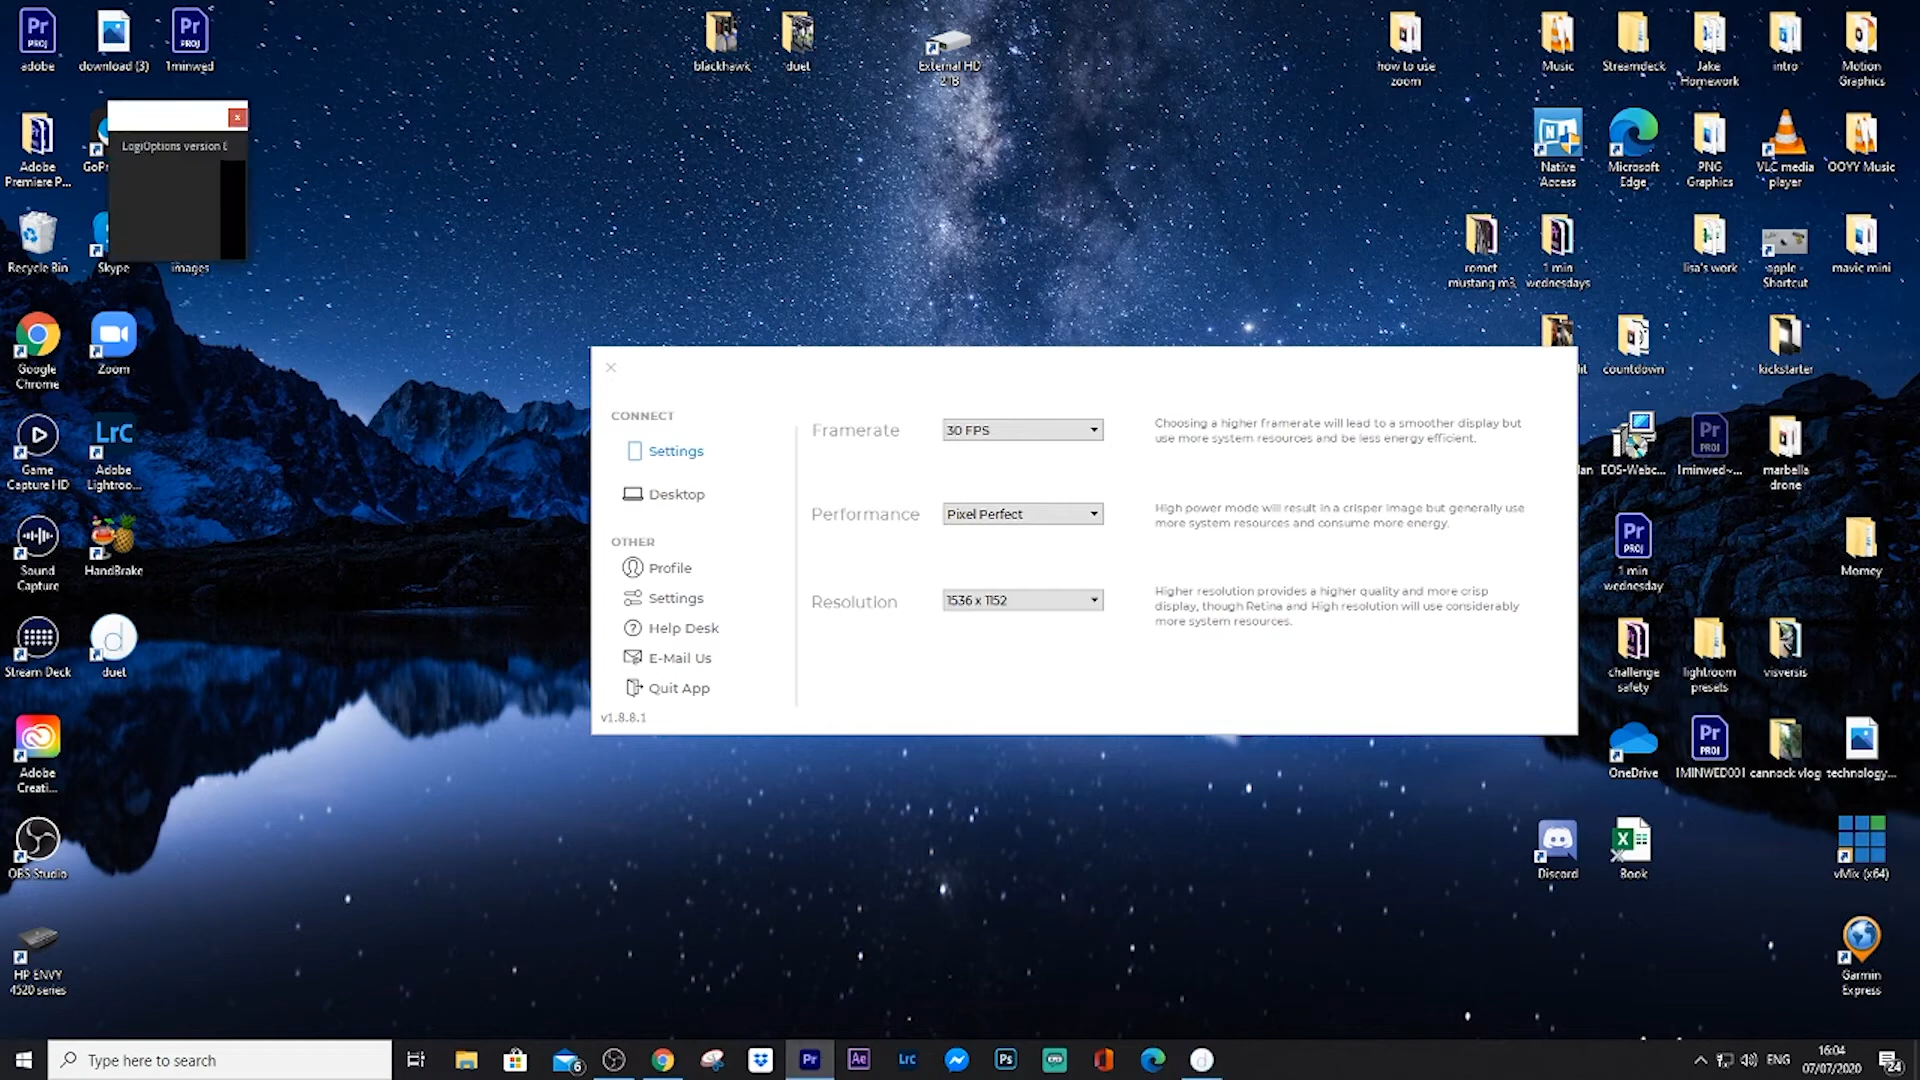 adobe
download (3)
1minwed
blackhawk
duet
External HD
2TB
how to use
zoom
Music
Streamdeck
Jake
Homework
intro
Motion
Graphics
LogiOptions version
Adobe
Premiere P...
GoPr
Native
Access
Microsoft
Edge
PNG
Graphics
VLC media
player
OOYY Music
Recycle Bin
Skype
images
romet
mustang m3
1 min
wednesdays
lisa's work
apple -
Shortcut
mavic mini
Google
Chrome
Zoom
countdown
kickstarter
CONNECT
Settings
Desktop
OTHER
Profile
Settings
Help Desk
E-Mail Us
Quit App
v1.8.8.1
Framerate
30 FPS
Choosing a higher framerate will lead to a smoother display but
use more system resources and be less energy efficient.
Performance
Pixel Perfect
High power mode will result in a crisper image but generally use
more system resources and consume more energy.
Resolution
1536 x 1152
Higher resolution provides a higher quality and more crisp
display, though Retina and High resolution will use considerably
more system resources.
Game
Capture HD
Adobe
Lightroo...
EOS-Webc...
1minwed~...
marbella
drone
Sound
Capture
HandBrake
1 min
wednesday
Momey
Stream Deck
duet
challenge
safety
lightroom
presets
visversis
Adobe
Creati...
OneDrive
1MINWED001
cannock vlog
technology...
OBS Studio
Discord
Book
vMix (x64)
HP ENVY
4520 series
Garmin
Express
Type here to search
6
ENG
16:04
07/07/2020
24